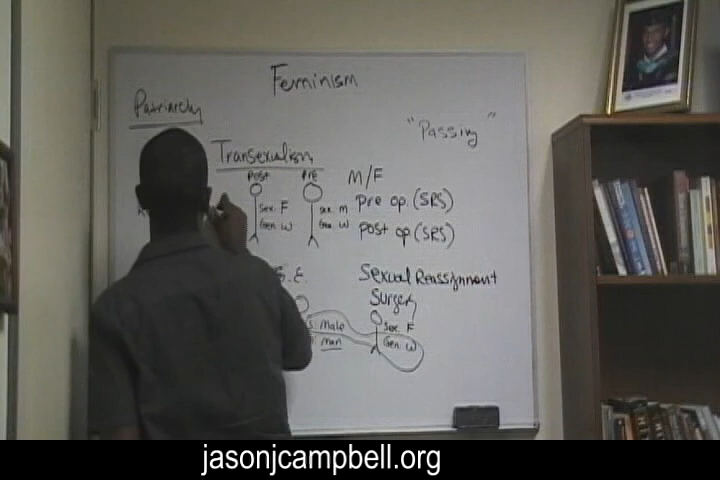 Feminism
Patriarchy
"Passing"
Transexualism
Post
Pre
M/F
Sex. F
Gen. W
Sex. M
Gen. W
Pre op. (SRS)
Post op (SRS)
S.E.
Sexual Reassignment
Surgery
S. Male
Man
Sex. F
Gen. W
jasonjcampbell.org